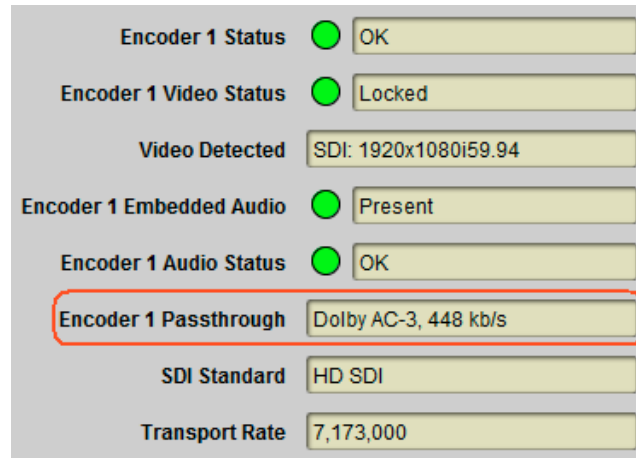 Encoder 1 Status OK
Encoder 1 Video Status Locked
Video Detected SDI: 1920x1080i59.94
Encoder 1 Embedded Audio Present
Encoder 1 Audio Status OK
Encoder 1 Passthrough Dolby AC-3, 448 kb/s
SDI Standard HD SDI
Transport Rate 7,173,000